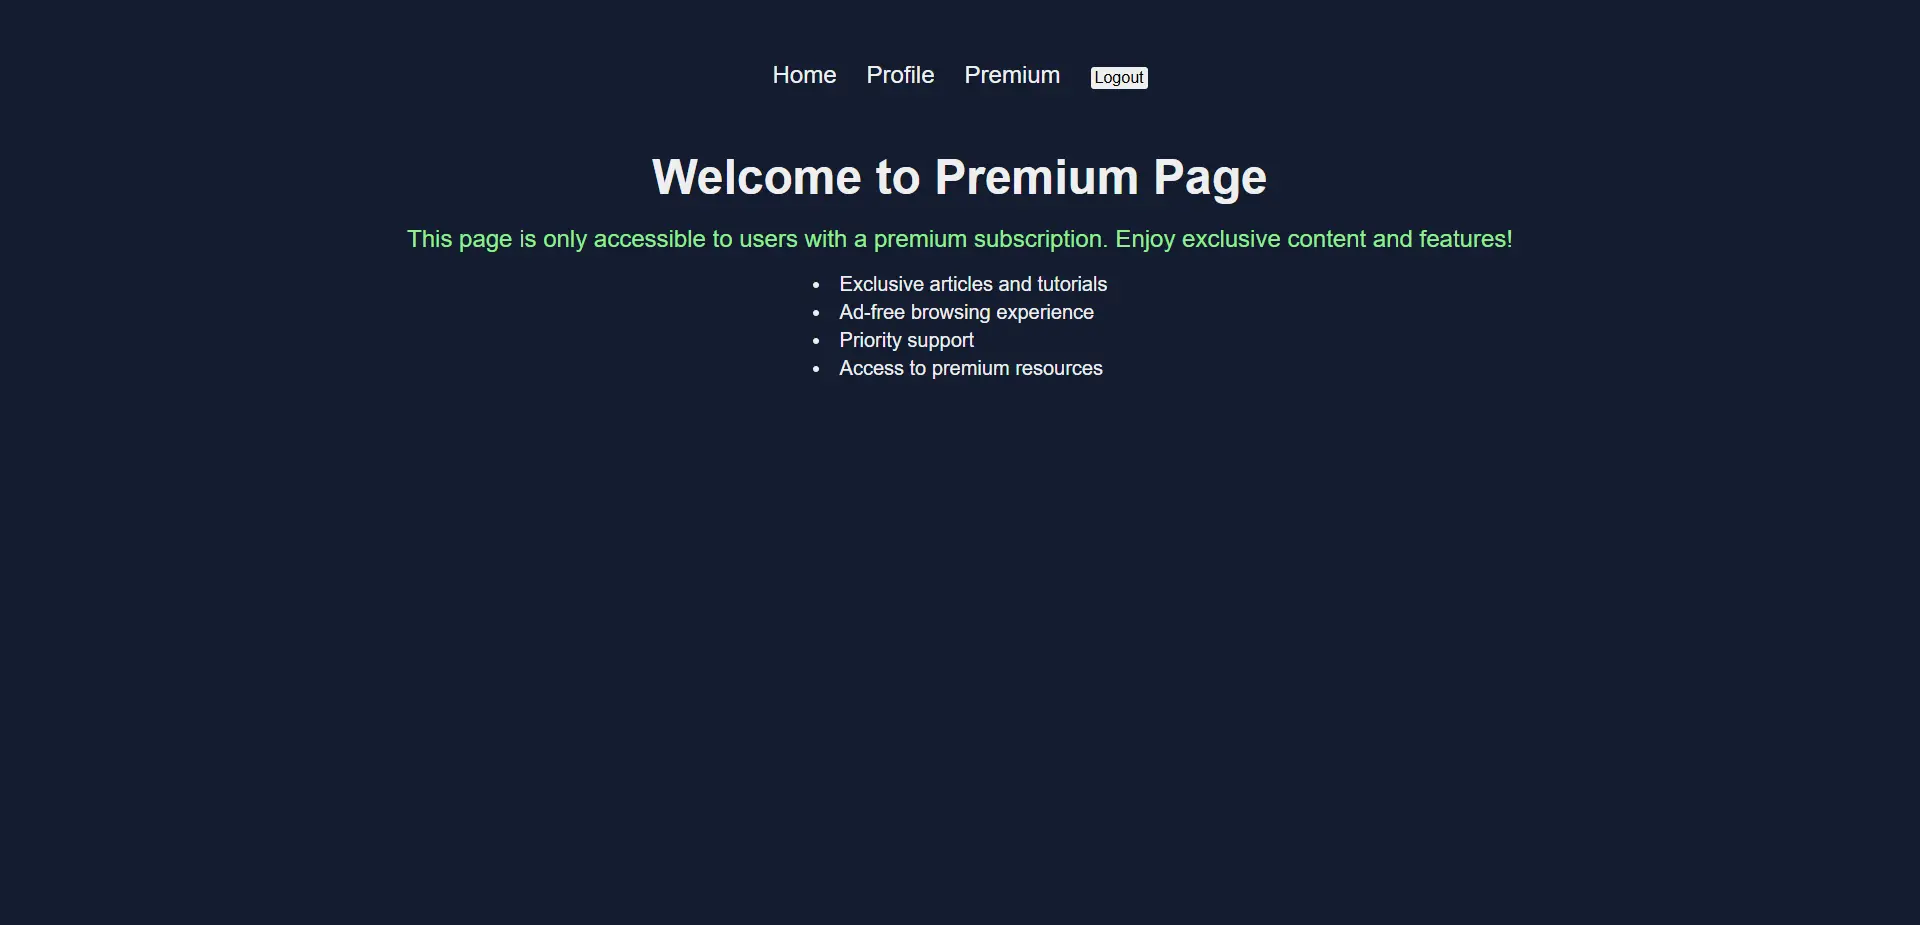 Home Profile Premium Logout
Welcome to Premium Page
This page is only accessible to users with a premium subscription. Enjoy exclusive content and features!
• Exclusive articles and tutorials
• Ad-free browsing experience
• Priority support
• Access to premium resources